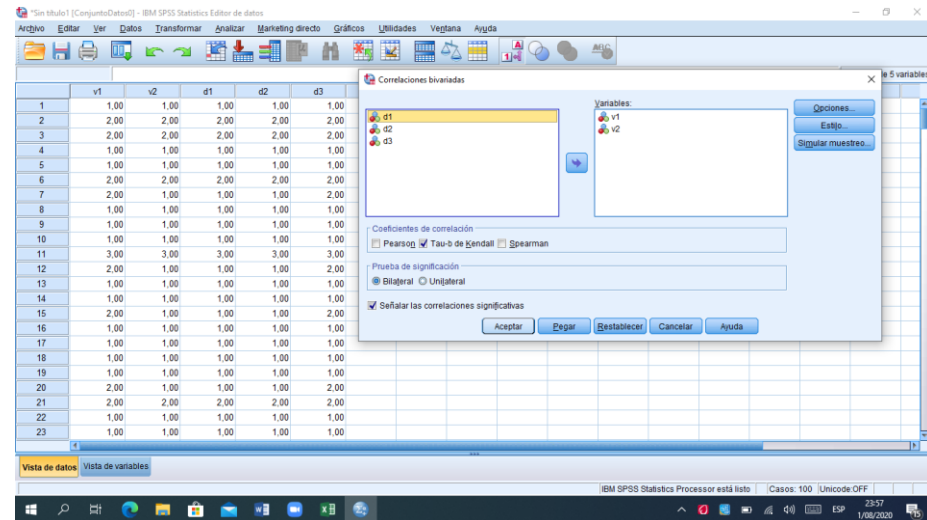 *Sin título1 [ConjuntoDatos0] - IBM SPSS Statistics Editor de datos
Archivo Editar Ver Datos Transformar Analizar Marketing directo Gráficos Utilidades Ventana Ayuda
e 5 variables
Correlaciones bivariadas
d1
d2
d3
Variables:
v1
v2
Opciones...
Estilo...
Simular muestreo...
Coeficientes de correlación
Pearson Tau-b de Kendall Spearman
Prueba de significación
Bilateral Unilateral
Señalar las correlaciones significativas
Aceptar Pegar Restablecer Cancelar Ayuda
v1 v2 d1 d2 d3
1 1,00 1,00 1,00 1,00 1,00
2 2,00 2,00 2,00 2,00 2,00
3 2,00 2,00 2,00 2,00 2,00
4 1,00 1,00 1,00 1,00 1,00
5 1,00 1,00 1,00 1,00 1,00
6 2,00 2,00 2,00 2,00 2,00
7 2,00 1,00 1,00 1,00 2,00
8 1,00 1,00 1,00 1,00 1,00
9 1,00 1,00 1,00 1,00 1,00
10 1,00 1,00 1,00 1,00 1,00
11 3,00 3,00 3,00 3,00 3,00
12 2,00 1,00 1,00 1,00 2,00
13 1,00 1,00 1,00 1,00 1,00
14 1,00 1,00 1,00 1,00 1,00
15 2,00 1,00 1,00 1,00 2,00
16 1,00 1,00 1,00 1,00 1,00
17 1,00 1,00 1,00 1,00 1,00
18 1,00 1,00 1,00 1,00 1,00
19 1,00 1,00 1,00 1,00 1,00
20 2,00 1,00 1,00 1,00 2,00
21 2,00 2,00 2,00 2,00 2,00
22 1,00 1,00 1,00 1,00 1,00
23 1,00 1,00 1,00 1,00 1,00
Vista de datos Vista de variables
IBM SPSS Statistics Processor está listo Casos: 100 Unicode:OFF
ESP 23:57
1/08/2020